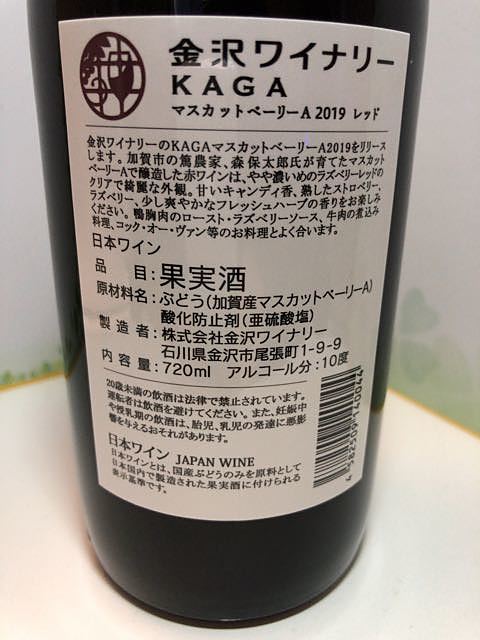 金沢ワイナリー
KAGA
マスカットベーリーA 2019 レッド
金沢ワイナリーのKAGAマスカットベーリーA2019をリリース
します。加賀市の篤農家、森 保太郎氏が育てたマスカット
ベーリーAで醸造した赤ワインは、やや濃いめのラズベリーレッドの
クリアで綺麗な外観。甘いキャンディ香、熟したストロベリー、
ラズベリー、少し爽やかなフレッシュハーブの香りをお楽しみ
ください。鴨胸肉のロースト・ラズベリーソース、牛肉の煮込み
料理、コック・オー・ヴァン等のお料理とよく合います。
日本ワイン
品 目:果実酒
原材料名:ぶどう(加賀産マスカットベーリーA)
酸化防止剤(亜硫酸塩)
製造者:株式会社金沢ワイナリー
石川県金沢市尾張町1-9-9
内容量:720ml アルコール分:10度
20歳未満の飲酒は法律で禁止されています。
運転者は飲酒を避けてください。また、妊娠中
や授乳期の飲酒は、胎児、乳児の発達に悪影
響を与えるおそれがあります。
日本ワイン JAPAN WINE
日本ワインとは、国産ぶどうのみを原料として
日本国内で製造された果実酒に付けられる
表示基準です。
4 582569 140044